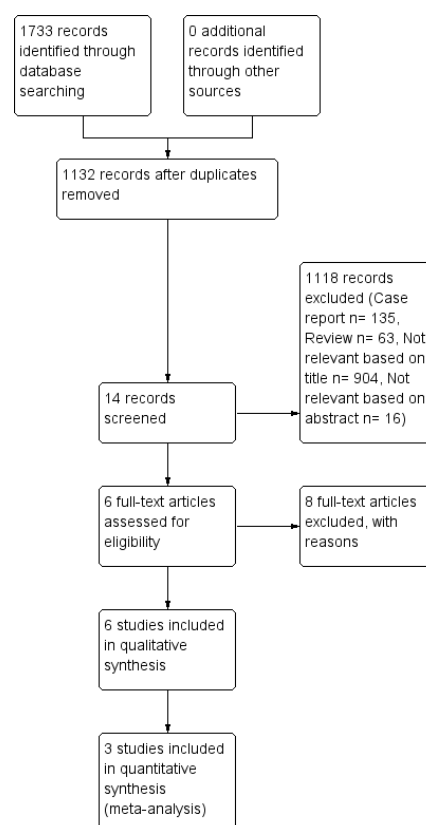 1733 records
identified through
database
searching
0 additional
records identified
through other
sources
1132 records after duplicates
removed
1118 records
excluded (Case
report n= 135,
Review n= 63, Not
relevant based on
title n= 904, Not
relevant based on
abstract n= 16)
14 records
screened
6 full-text articles
assessed for
eligibility
8 full-text articles
excluded, with
reasons
6 studies included
in qualitative
synthesis
3 studies included
in quantitative
synthesis
(meta-analysis)